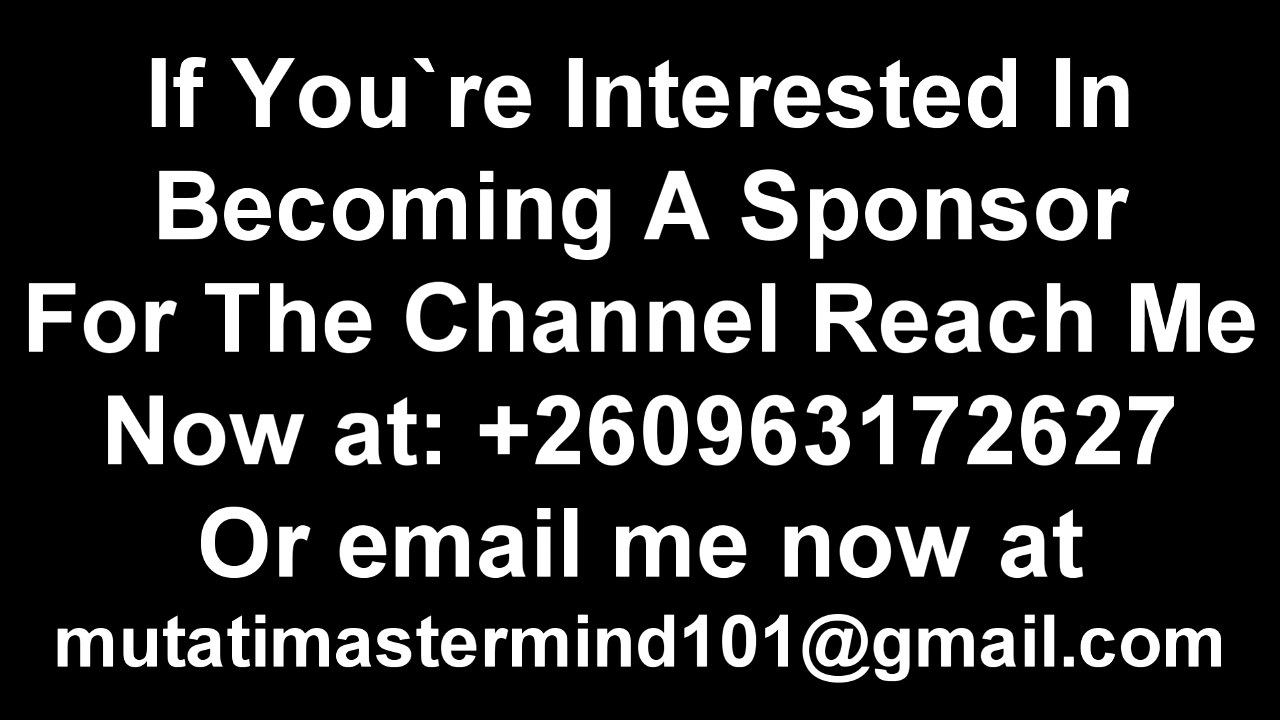 If You`re Interested In
Becoming A Sponsor
For The Channel Reach Me
Now at: +260963172627
Or email me now at
mutatimastermind101@gmail.com